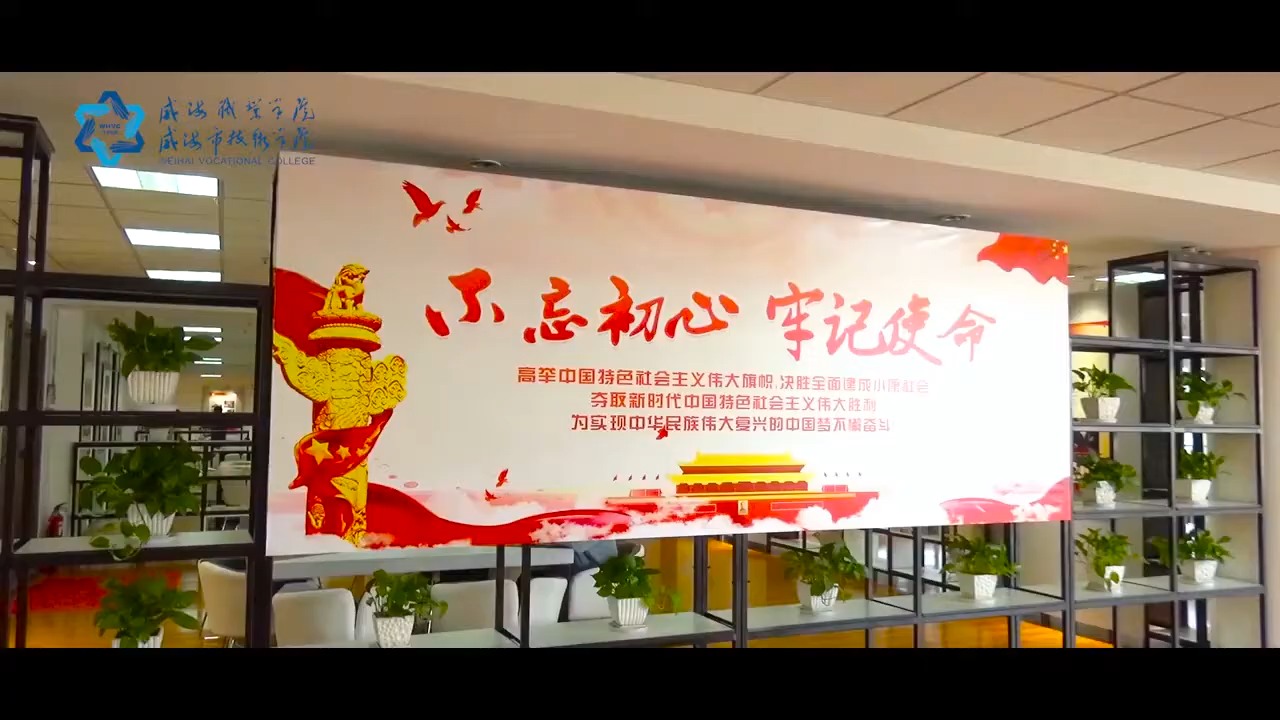 威海职业学院
威海市技术学院
WEIHAI VOCATIONAL COLLEGE
不忘初心 牢记使命
高举中国特色社会主义伟大旗帜,决胜全面建成小康社会
夺取新时代中国特色社会主义伟大胜利
为实现中华民族伟大复兴的中国梦不懈奋斗